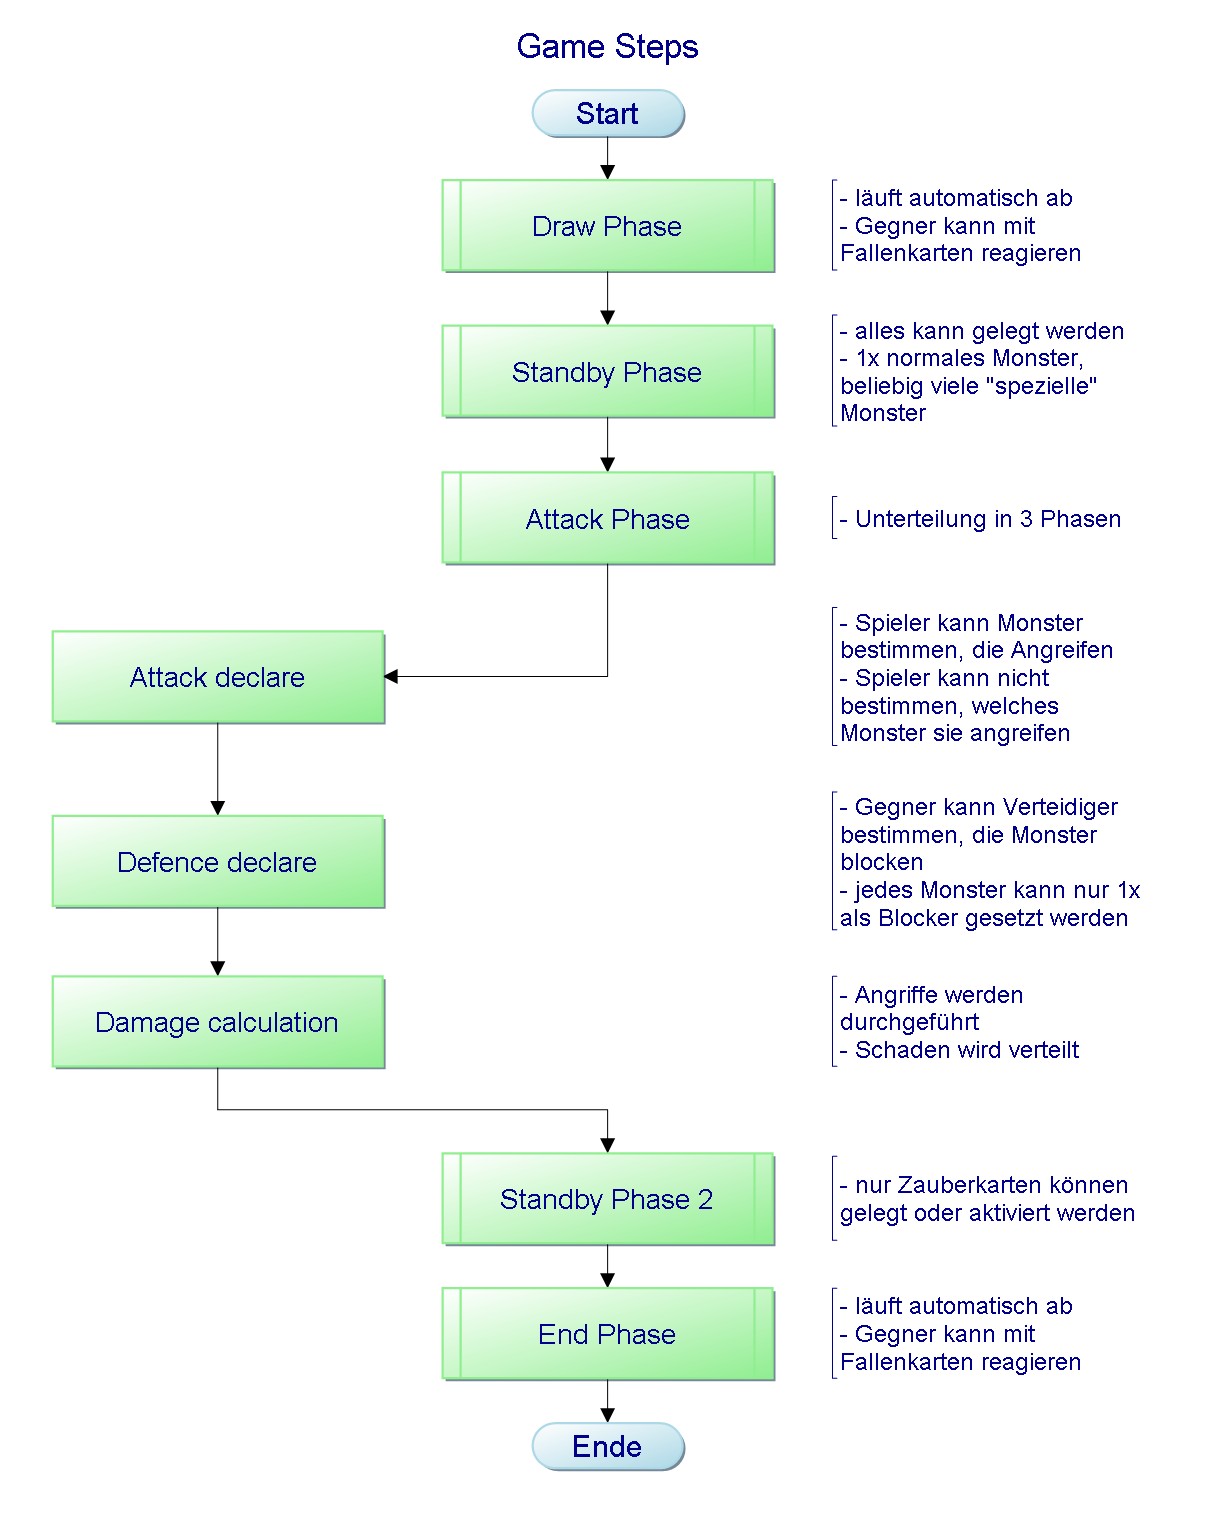 Game Steps
Start
Draw Phase
- läuft automatisch ab
- Gegner kann mit
Fallenkarten reagieren
Standby Phase
- alles kann gelegt werden
- 1x normales Monster,
beliebig viele "spezielle"
Monster
Attack Phase
- Unterteilung in 3 Phasen
Attack declare
- Spieler kann Monster
bestimmen, die Angreifen
- Spieler kann nicht
bestimmen, welches
Monster sie angreifen
Defence declare
- Gegner kann Verteidiger
bestimmen, die Monster
blocken
- jedes Monster kann nur 1x
als Blocker gesetzt werden
Damage calculation
- Angriffe werden
durchgeführt
- Schaden wird verteilt
Standby Phase 2
- nur Zauberkarten können
gelegt oder aktiviert werden
End Phase
- läuft automatisch ab
- Gegner kann mit
Fallenkarten reagieren
Ende